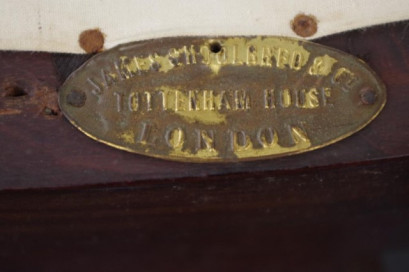 JAMES SHOOLBRED & CO
TOTTENHAM HOUSE
LONDON